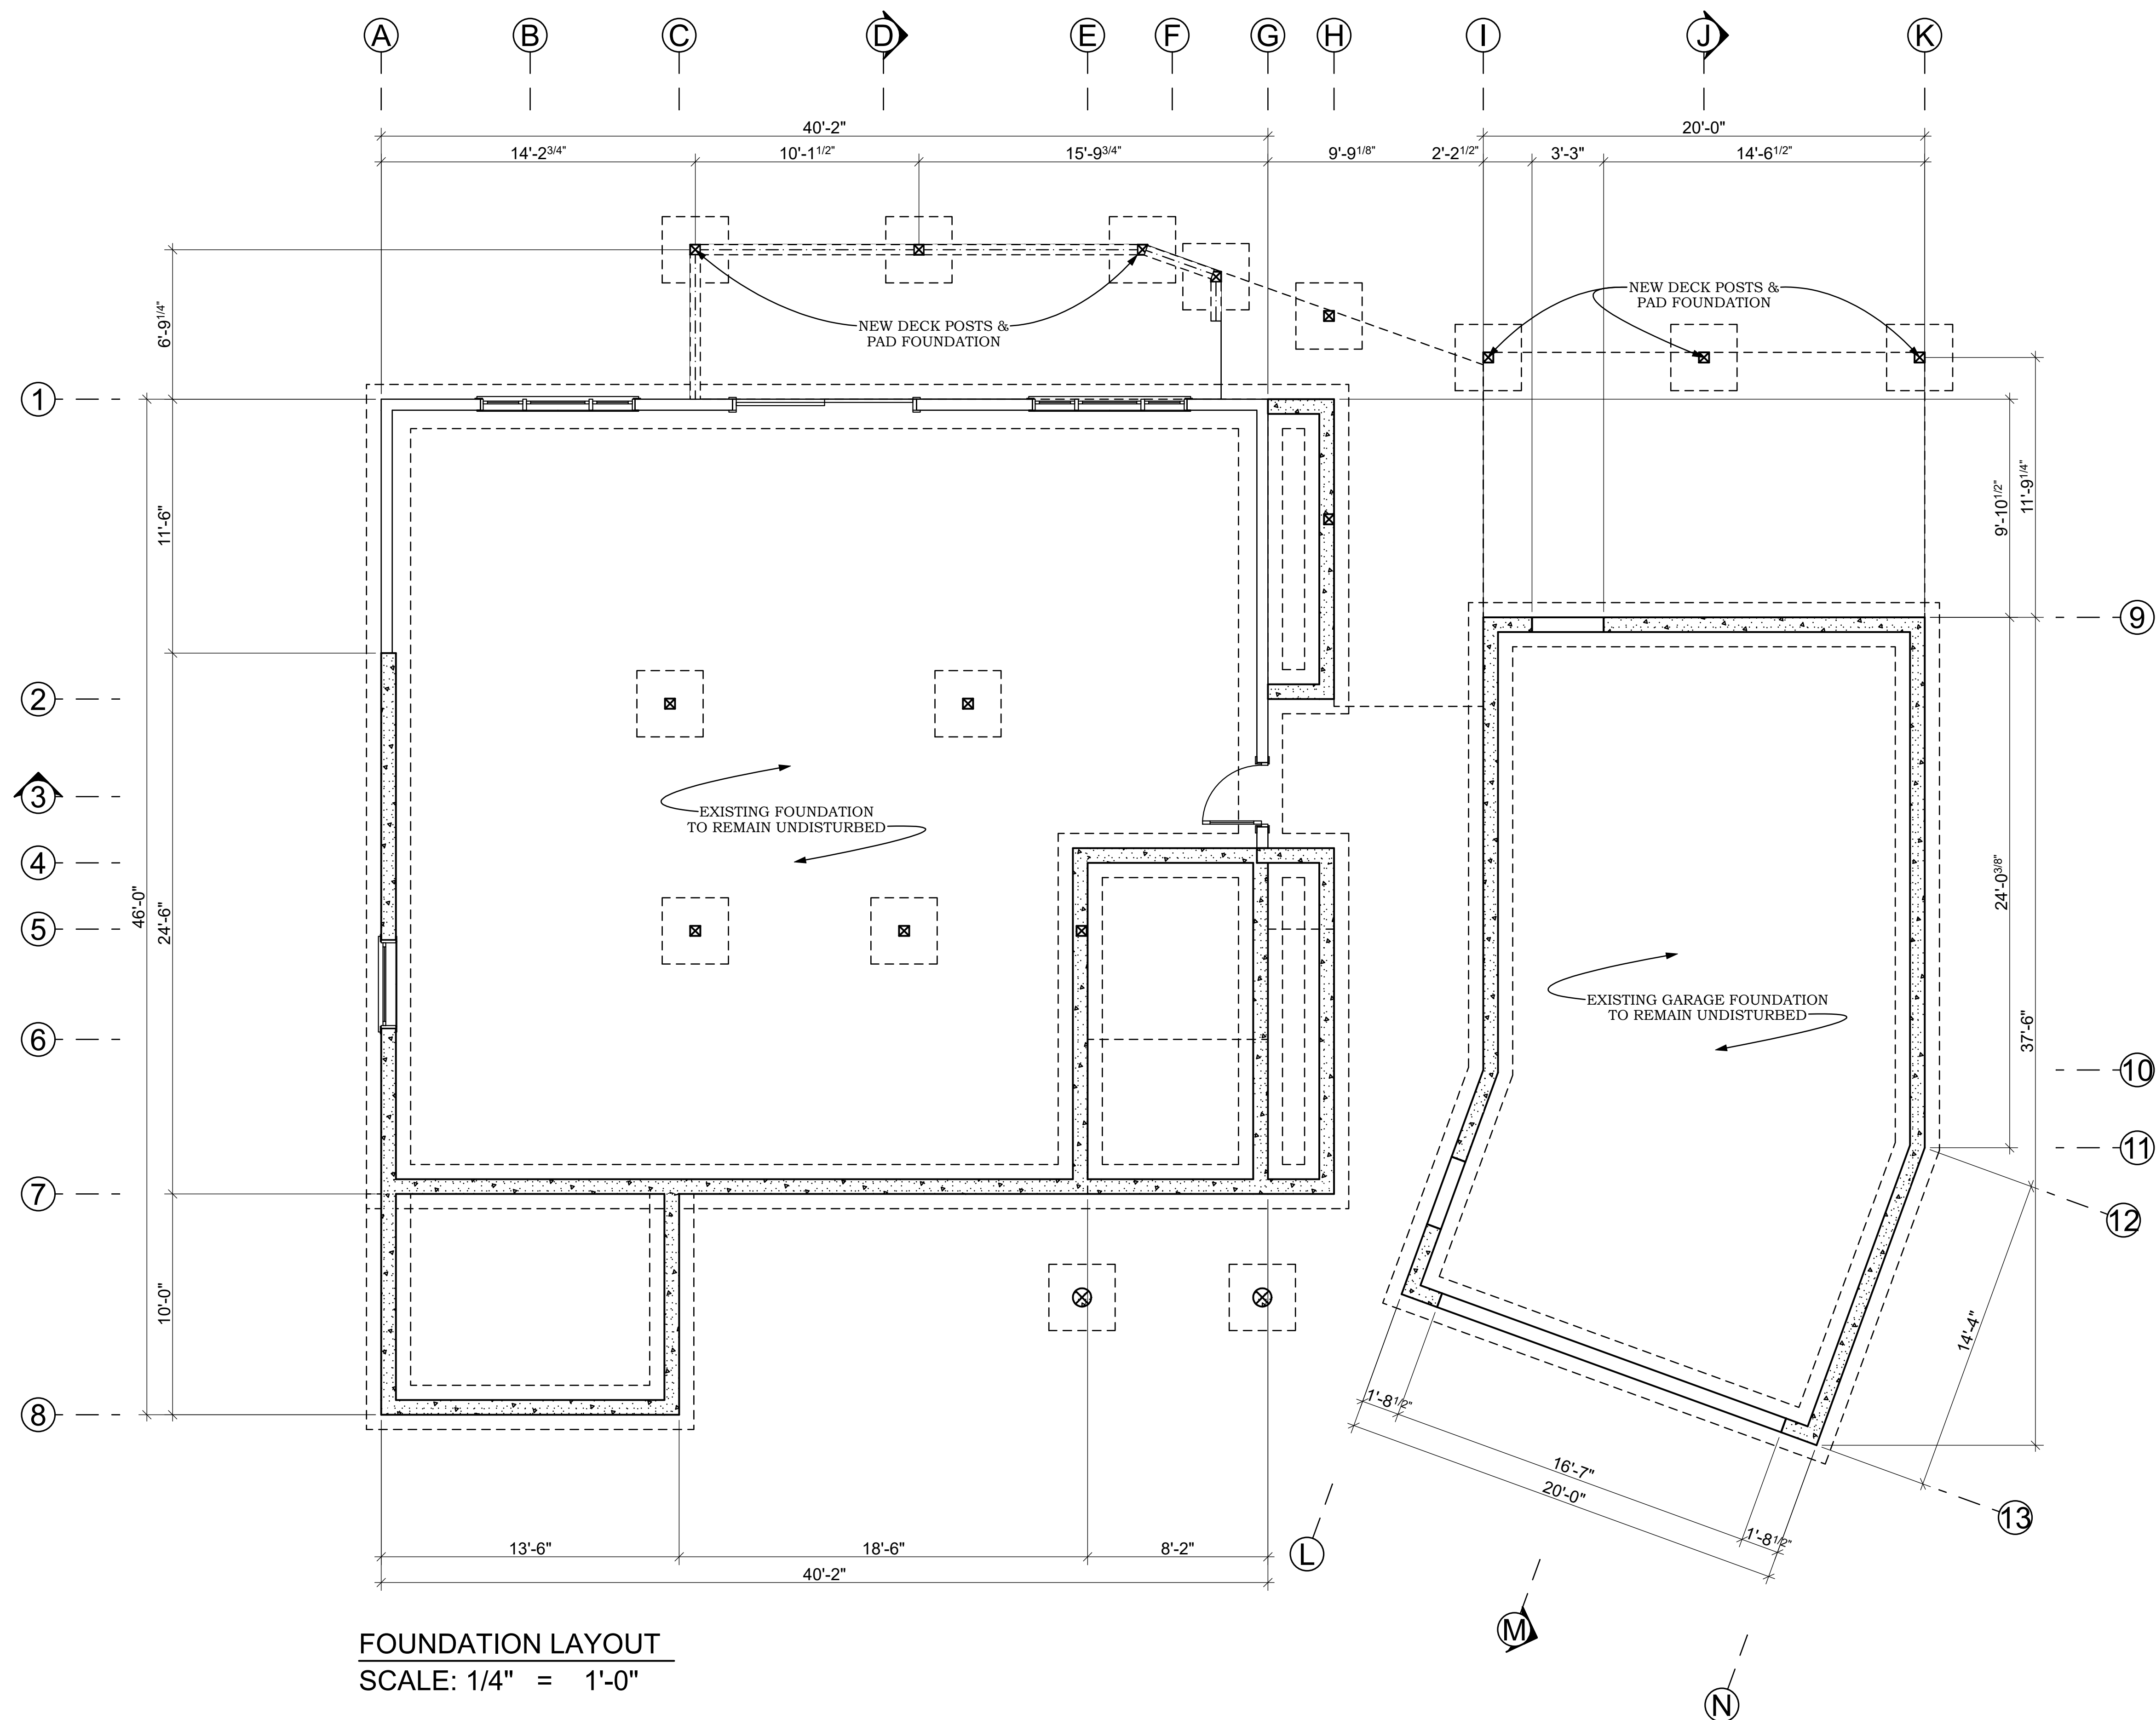 A B C D E F G H I J K
40'-2" 20'-0"
14'-2 3/4" 10'-1 1/2" 15'-9 3/4" 9'-9 1/8" 2'-2 1/2" 3'-3" 14'-6 1/2"
6'-9 1/4"
NEW DECK POSTS &
PAD FOUNDATION
NEW DECK POSTS &
PAD FOUNDATION
1
11'-6"
9'-10 1/2"
11'-9 1/4"
9
2
3
EXISTING FOUNDATION
TO REMAIN UNDISTURBED
4
5
46'-0"
24'-6"
24'-0 3/8"
EXISTING GARAGE FOUNDATION
TO REMAIN UNDISTURBED
37'-6"
6
10
11
7
12
10'-0"
14'-4"
8
1'-8 1/2"
16'-7"
20'-0"
1'-8 1/2"
13
13'-6" 18'-6" 8'-2"
40'-2"
L
M
N
FOUNDATION LAYOUT
SCALE: 1/4" = 1'-0"